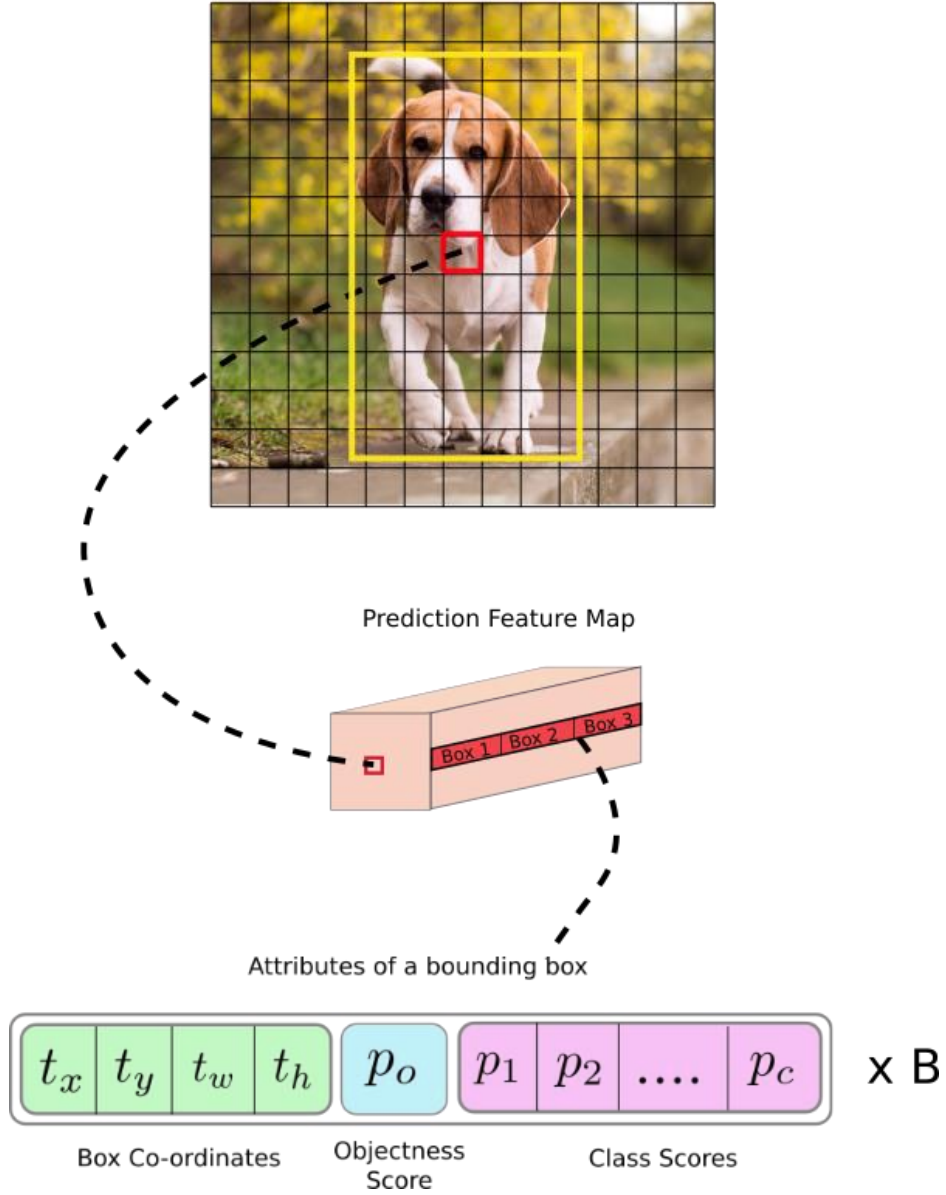 Prediction Feature Map
Box 1 Box 2 Box 3
Attributes of a bounding box
t_x t_y t_w t_h p_o p_1 p_2 .... p_c x B
Box Co-ordinates
Objectness
Score
Class Scores